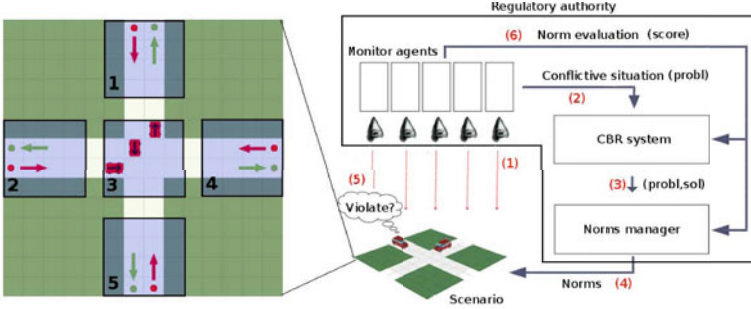 Regulatory authority
(6) Norm evaluation (score)
Monitor agents
Conflictive situation (probl)
(2)
CBR system
(1)
(3) (probl,sol)
(5)
Violate?
Norms manager
Norms (4)
Scenario
1
2
3
4
5